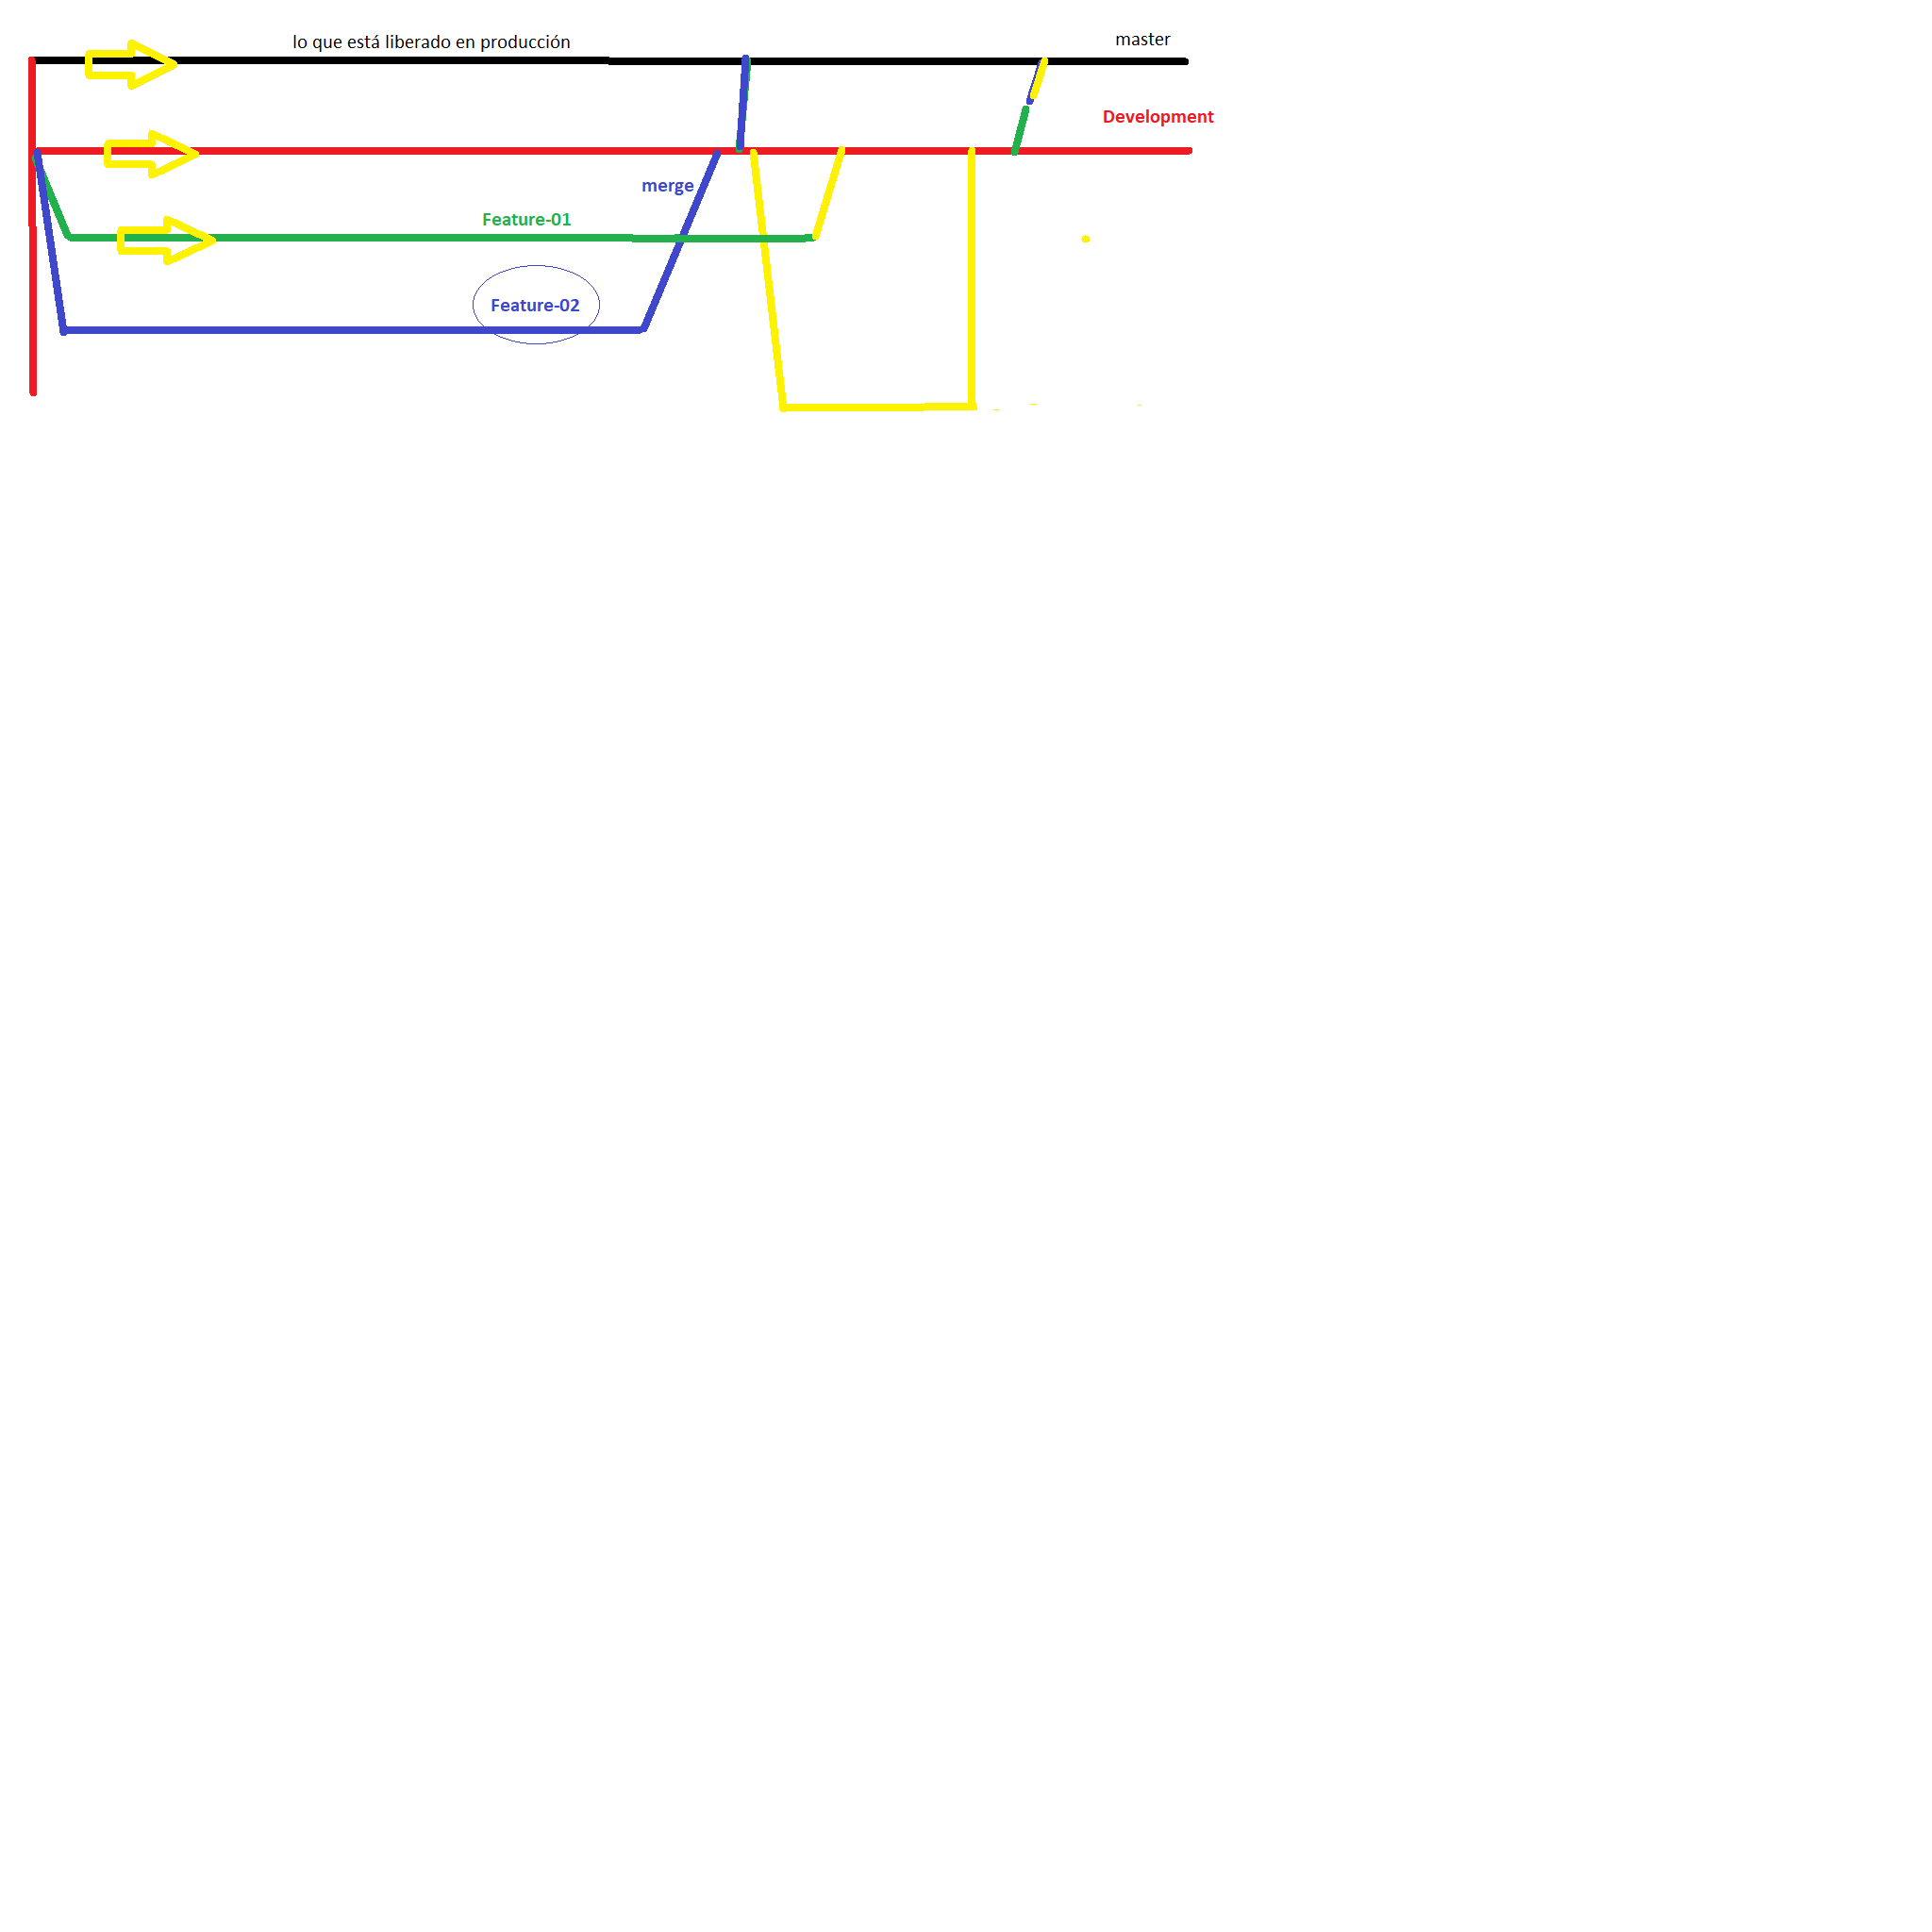 lo que está liberado en producción
master
Development
merge
Feature-01
Feature-02